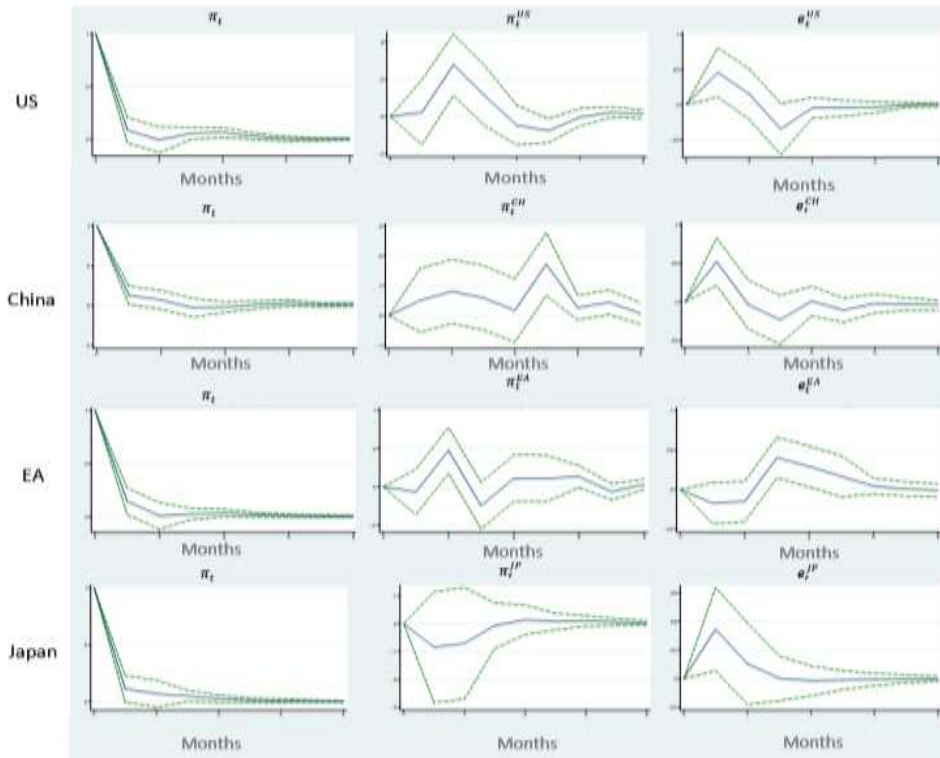 π_t π_t^{US} e_t^{US}
US
Months Months Months
π_t π_t^{CH} e_t^{CH}
China
Months Months Months
π_t π_t^{EA} e_t^{EA}
EA
Months Months Months
π_t π_t^{JP} e_t^{JP}
Japan
Months Months Months